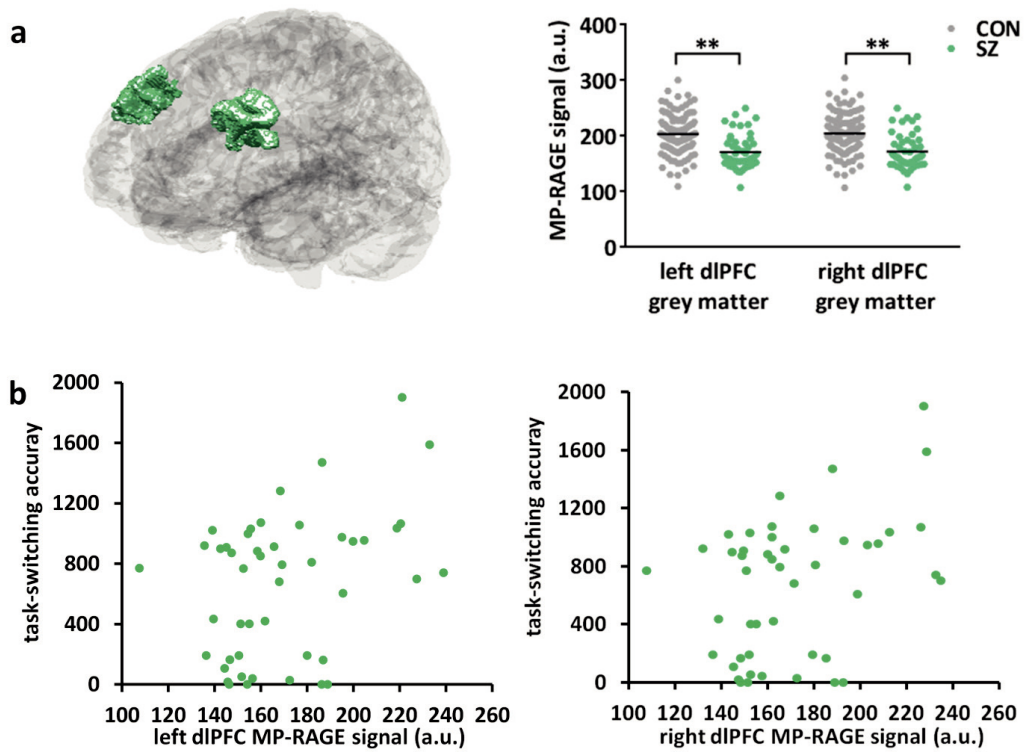 a
MP-RAGE signal (a.u.)
400
300
200
100
0
**
**
CON
SZ
left dlPFC
grey matter
right dlPFC
grey matter
b
task-switching accuray
2000
1600
1200
800
400
0
100 120 140 160 180 200 220 240 260
left dlPFC MP-RAGE signal (a.u.)
task-switching accuray
2000
1600
1200
800
400
0
100 120 140 160 180 200 220 240 260
right dlPFC MP-RAGE signal (a.u.)